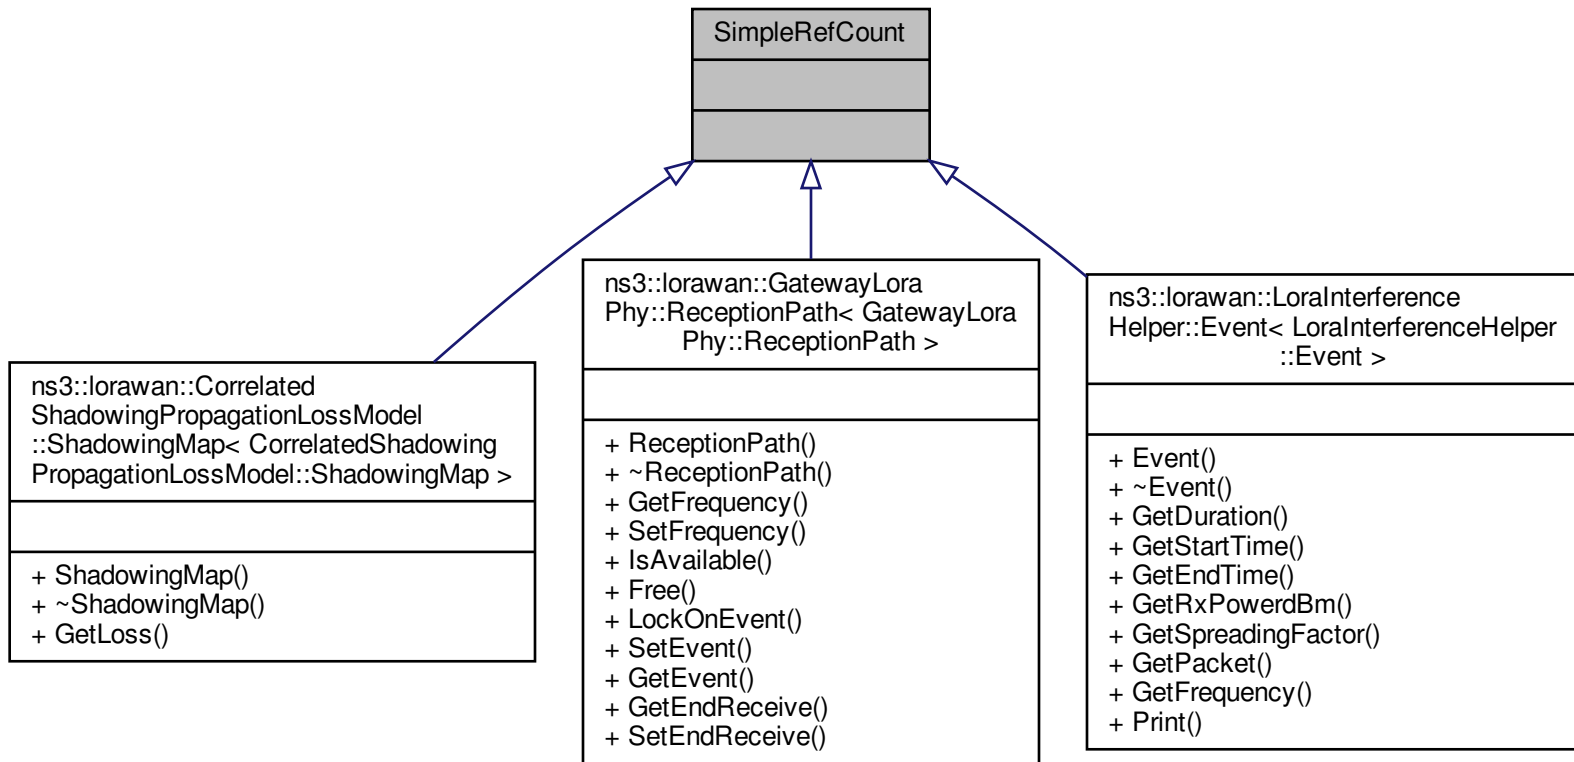 SimpleRefCount
ns3::lorawan::Correlated
ShadowingPropagationLossModel
::ShadowingMap< CorrelatedShadowing
PropagationLossModel::ShadowingMap >
+ ShadowingMap()
+ ~ShadowingMap()
+ GetLoss()
ns3::lorawan::GatewayLora
Phy::ReceptionPath< GatewayLora
Phy::ReceptionPath >
+ ReceptionPath()
+ ~ReceptionPath()
+ GetFrequency()
+ SetFrequency()
+ IsAvailable()
+ Free()
+ LockOnEvent()
+ SetEvent()
+ GetEvent()
+ GetEndReceive()
+ SetEndReceive()
ns3::lorawan::LoraInterference
Helper::Event< LoraInterferenceHelper
::Event >
+ Event()
+ ~Event()
+ GetDuration()
+ GetStartTime()
+ GetEndTime()
+ GetRxPowerdBm()
+ GetSpreadingFactor()
+ GetPacket()
+ GetFrequency()
+ Print()